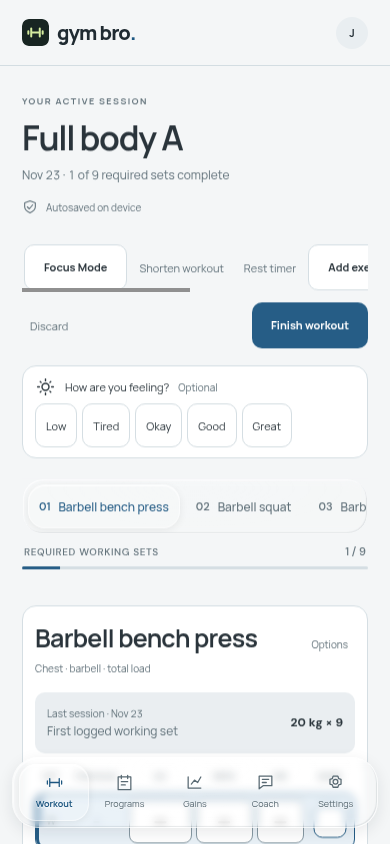 gym bro.
J
YOUR ACTIVE SESSION
Full body A
Nov 23 · 1 of 9 required sets complete
Autosaved on device
Focus Mode Shorten workout Rest timer Add exe
Discard Finish workout
How are you feeling? Optional
Low Tired Okay Good Great
01 Barbell bench press 02 Barbell squat 03 Barb
REQUIRED WORKING SETS 1 / 9
Barbell bench press Options
Chest · barbell · total load
Last session · Nov 23
First logged working set 20 kg × 9
Workout Programs Gains Coach Settings